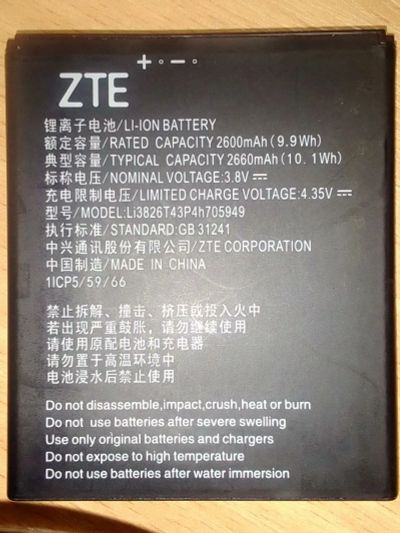 + - 
ZTE
锂离子电池/LI-ION BATTERY
额定容量/RATED CAPACITY 2600mAh(9.9Wh)
典型容量/TYPICAL CAPACITY 2660mAh(10.1Wh)
标称电压/NOMINAL VOLTAGE:3.8V⎓
充电限制电压/LIMITED CHARGE VOLTAGE:4.35V⎓
型号/MODEL:Li3826T43P4h705949
执行标准/STANDARD:GB 31241
中兴通讯股份有限公司/ZTE CORPORATION
中国制造/MADE IN CHINA
1ICP5/59/66
禁止拆解、撞击、挤压或投入火中
若出现严重鼓胀，请勿继续使用
请使用原配电池和充电器
请勿置于高温环境中
电池浸水后禁止使用
Do not disassemble,impact,crush,heat or burn
Do not use batteries after severe swelling
Use only original batteries and chargers
Do not expose to high temperature
Do not use batteries after water immersion